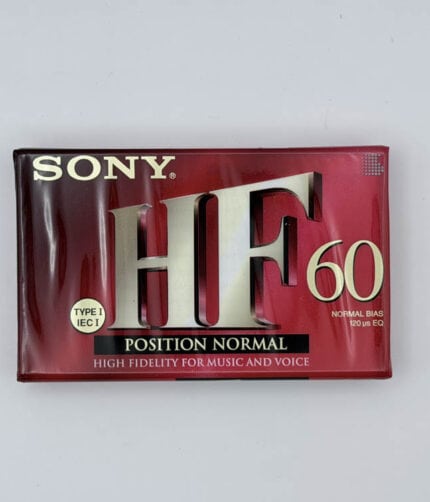 SONY®
HF 60
TYPE I
IEC I
NORMAL BIAS
120 μs EQ
POSITION NORMAL
HIGH FIDELITY FOR MUSIC AND VOICE